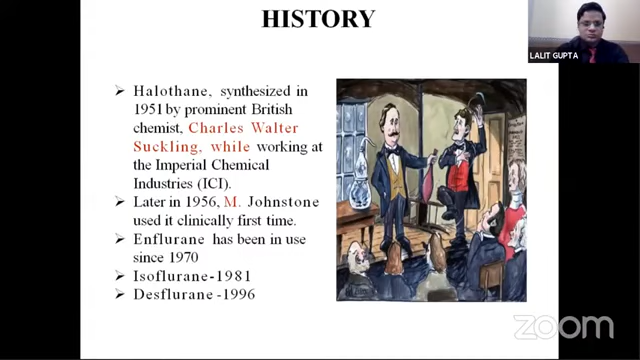 HISTORY
LALIT GUPTA
➢ Halothane, synthesized in
1951 by prominent British
chemist, Charles Walter
Suckling, while working at
the Imperial Chemical
Industries (ICI).
➢ Later in 1956, M. Johnstone
used it clinically first time.
➢ Enflurane has been in use
since 1970
➢ Isoflurane-1981
➢ Desflurane -1996
zoom